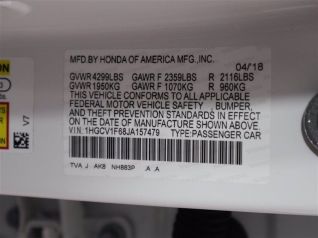 MFD. BY HONDA OF AMERICA MFG., INC. 04/18
GVWR 4299LBS GAWR F 2359LBS R 2116LBS
GVWR 1950KG GAWR F 1070KG R 960KG
THIS VEHICLE CONFORMS TO ALL APPLICABLE
FEDERAL MOTOR VEHICLE SAFETY, BUMPER,
AND THEFT PREVENTION STANDARDS
IN EFFECT ON THE DATE OF MANUFACTURE
SHOWN ABOVE.
V.I.N: 1HGCV1F68JA157479 TYPE:PASSENGER CAR
TVA J AK8 NH883P A A
V7